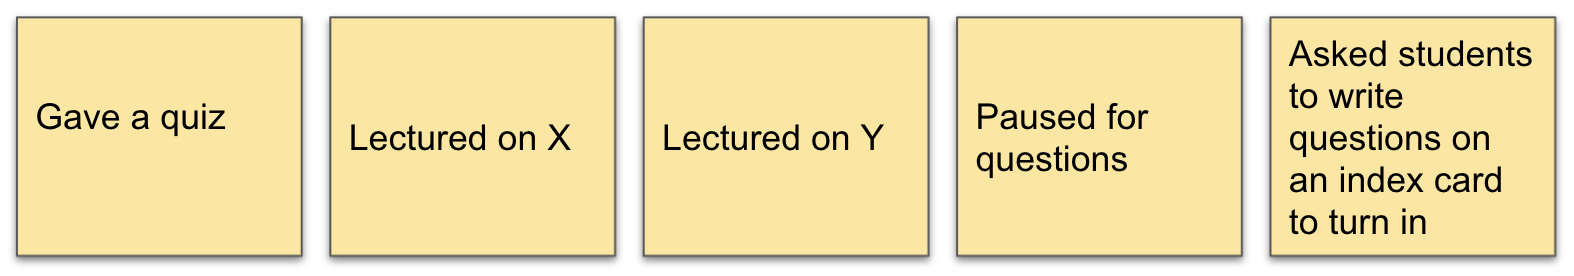 Gave a quiz
Lectured on X
Lectured on Y
Paused for
questions
Asked students
to write
questions on
an index card
to turn in